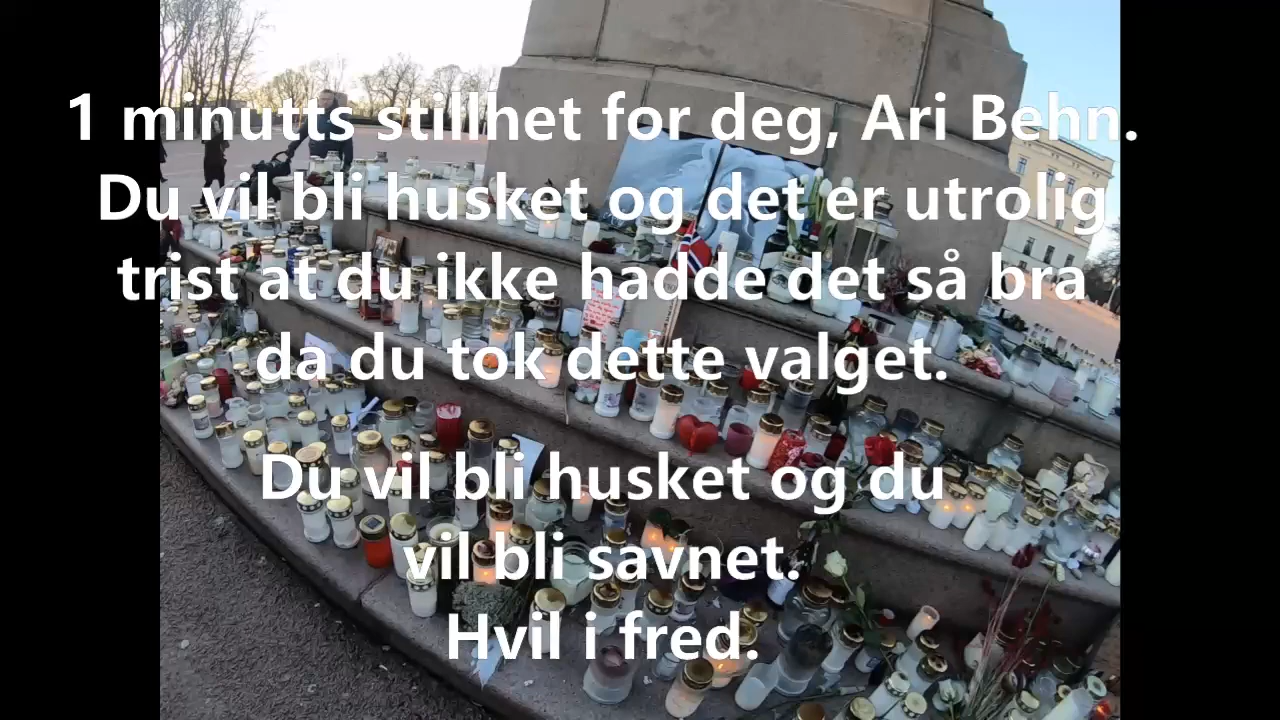 1 minutts stillhet for deg, Ari Behn.
Du vil bli husket og det er utrolig
trist at du ikke hadde det så bra
da du tok dette valget.
Du vil bli husket og du
vil bli savnet.
Hvil i fred.